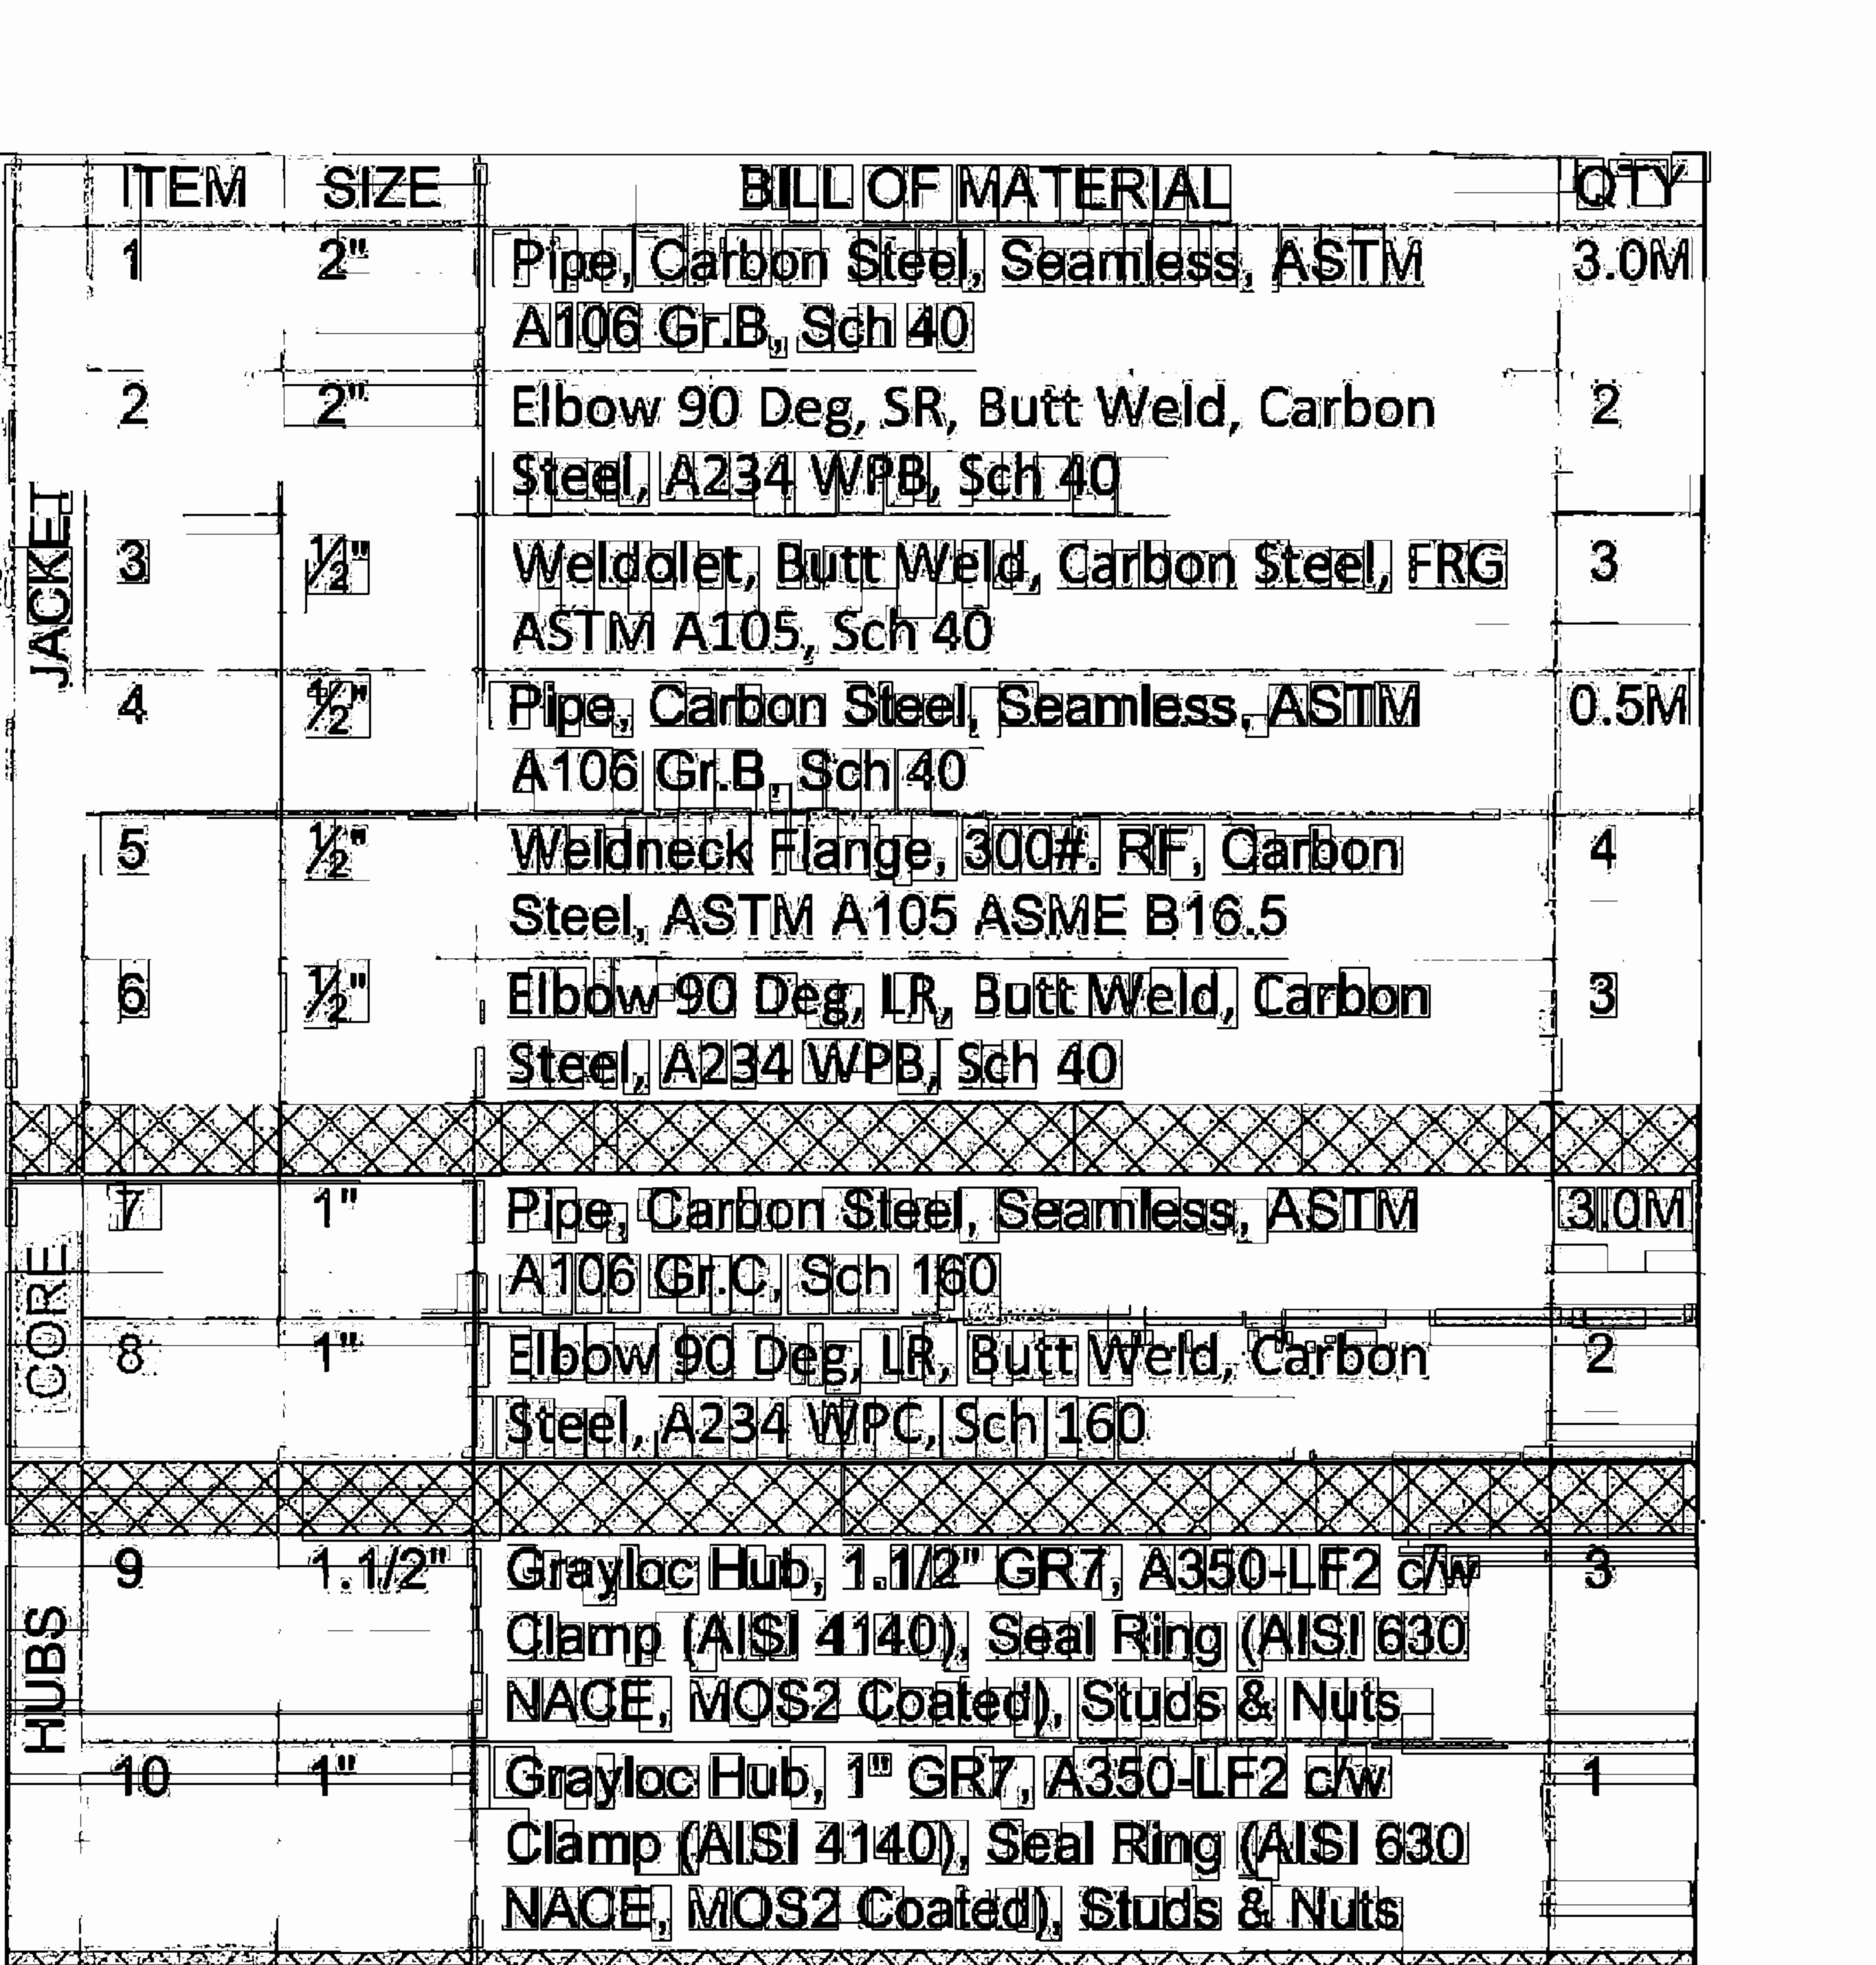 ITEM SIZE BILL OF MATERIAL QTY
JACKET
1 2" Pipe, Carbon Steel, Seamless, ASTM 3.0M
A106 Gr.B, Sch 40
2 2" Elbow 90 Deg, SR, Butt Weld, Carbon 2
Steel, A234 WPB, Sch 40
3 ½" Weldolet, Butt Weld, Carbon Steel, FRG 3
ASTM A105, Sch 40
4 ½" Pipe, Carbon Steel, Seamless, ASTM 0.5M
A106 Gr.B, Sch 40
5 ½" Weldneck Flange, 300#. RF, Carbon 4
Steel, ASTM A105 ASME B16.5
6 ½" Elbow 90 Deg, LR, Butt Weld, Carbon 3
Steel, A234 WPB, Sch 40
CORE
7 1" Pipe, Carbon Steel, Seamless, ASTM 3.0M
A106 Gr.C, Sch 160
8 1" Elbow 90 Deg, LR, Butt Weld, Carbon 2
Steel, A234 WPC, Sch 160
HUBS
9 1.1/2" Grayloc Hub, 1.1/2" GR7, A350-LF2 c/w 3
Clamp (AISI 4140), Seal Ring (AISI 630
NACE, MOS2 Coated), Studs & Nuts
10 1" Grayloc Hub, 1" GR7, A350-LF2 c/w 1
Clamp (AISI 4140), Seal Ring (AISI 630
NACE, MOS2 Coated), Studs & Nuts